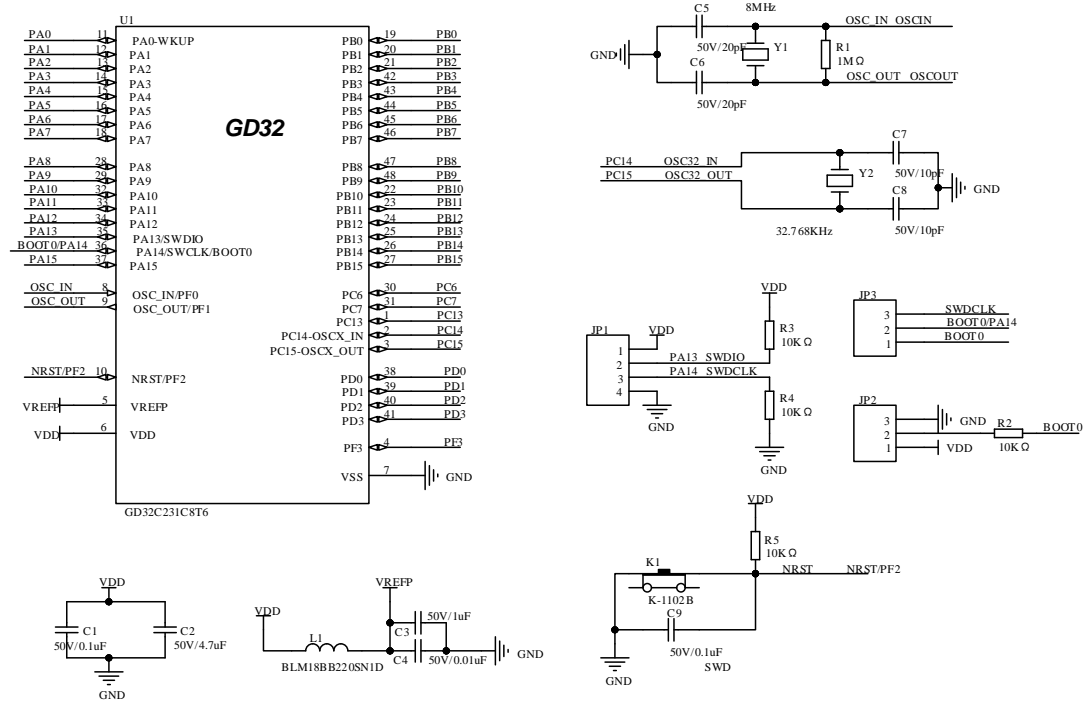 U1
PA0 11 PA0-WKUP PB0 19 PB0
PA1 12 PA1 PB1 20 PB1
PA2 13 PA2 PB2 21 PB2
PA3 14 PA3 PB3 42 PB3
PA4 15 PA4 PB4 43 PB4
PA5 16 PA5 PB5 44 PB5
PA6 17 PA6 PB6 45 PB6
PA7 18 PA7 PB7 46 PB7
GD32
PA8 28 PA8 PB8 47 PB8
PA9 29 PA9 PB9 48 PB9
PA10 32 PA10 PB10 22 PB10
PA11 33 PA11 PB11 23 PB11
PA12 34 PA12 PB12 24 PB12
PA13 35 PA13/SWDIO PB13 25 PB13
BOOT0/PA14 36 PA14/SWCLK/BOOT0 PB14 26 PB14
PA15 37 PA15 PB15 27 PB15
OSC_IN 8 OSC_IN/PF0 PC6 30 PC6
OSC_OUT 9 OSC_OUT/PF1 PC7 31 PC7
PC13 1 PC13
PC14-OSCX_IN 2 PC14
PC15-OSCX_OUT 3 PC15
NRST/PF2 10 NRST/PF2 PD0 38 PD0
PD1 39 PD1
VREFP 5 VREFP PD2 40 PD2
PD3 41 PD3
VDD 6 VDD PF3 4 PF3
VSS 7 GND
GD32C231C8T6
C5 8MHz OSC_IN OSCIN
50V/20pF Y1 R1
GND 1MΩ
C6 OSC_OUT OSCOUT
50V/20pF
C7
PC14 OSC32_IN 50V/10pF
PC15 OSC32_OUT Y2 GND
C8
32.768KHz 50V/10pF
VDD
JP1 VDD R3
10KΩ
1
2 PA13 SWDIO
3 PA14 SWDCLK
4 R4
10KΩ
GND
GND
JP3
3 SWDCLK
2 BOOT0/PA14
1 BOOT0
JP2
3 GND
2 R2 BOOT0
1 VDD 10KΩ
VDD
R5
10KΩ
K1 NRST NRST/PF2
K-1102B
C9
50V/0.1uF
SWD
GND
VDD
C1 C2
50V/0.1uF 50V/4.7uF
GND
VREFP
VDD 50V/1uF
L1 C3
C4 50V/0.01uF GND
BLM18BB220SN1D